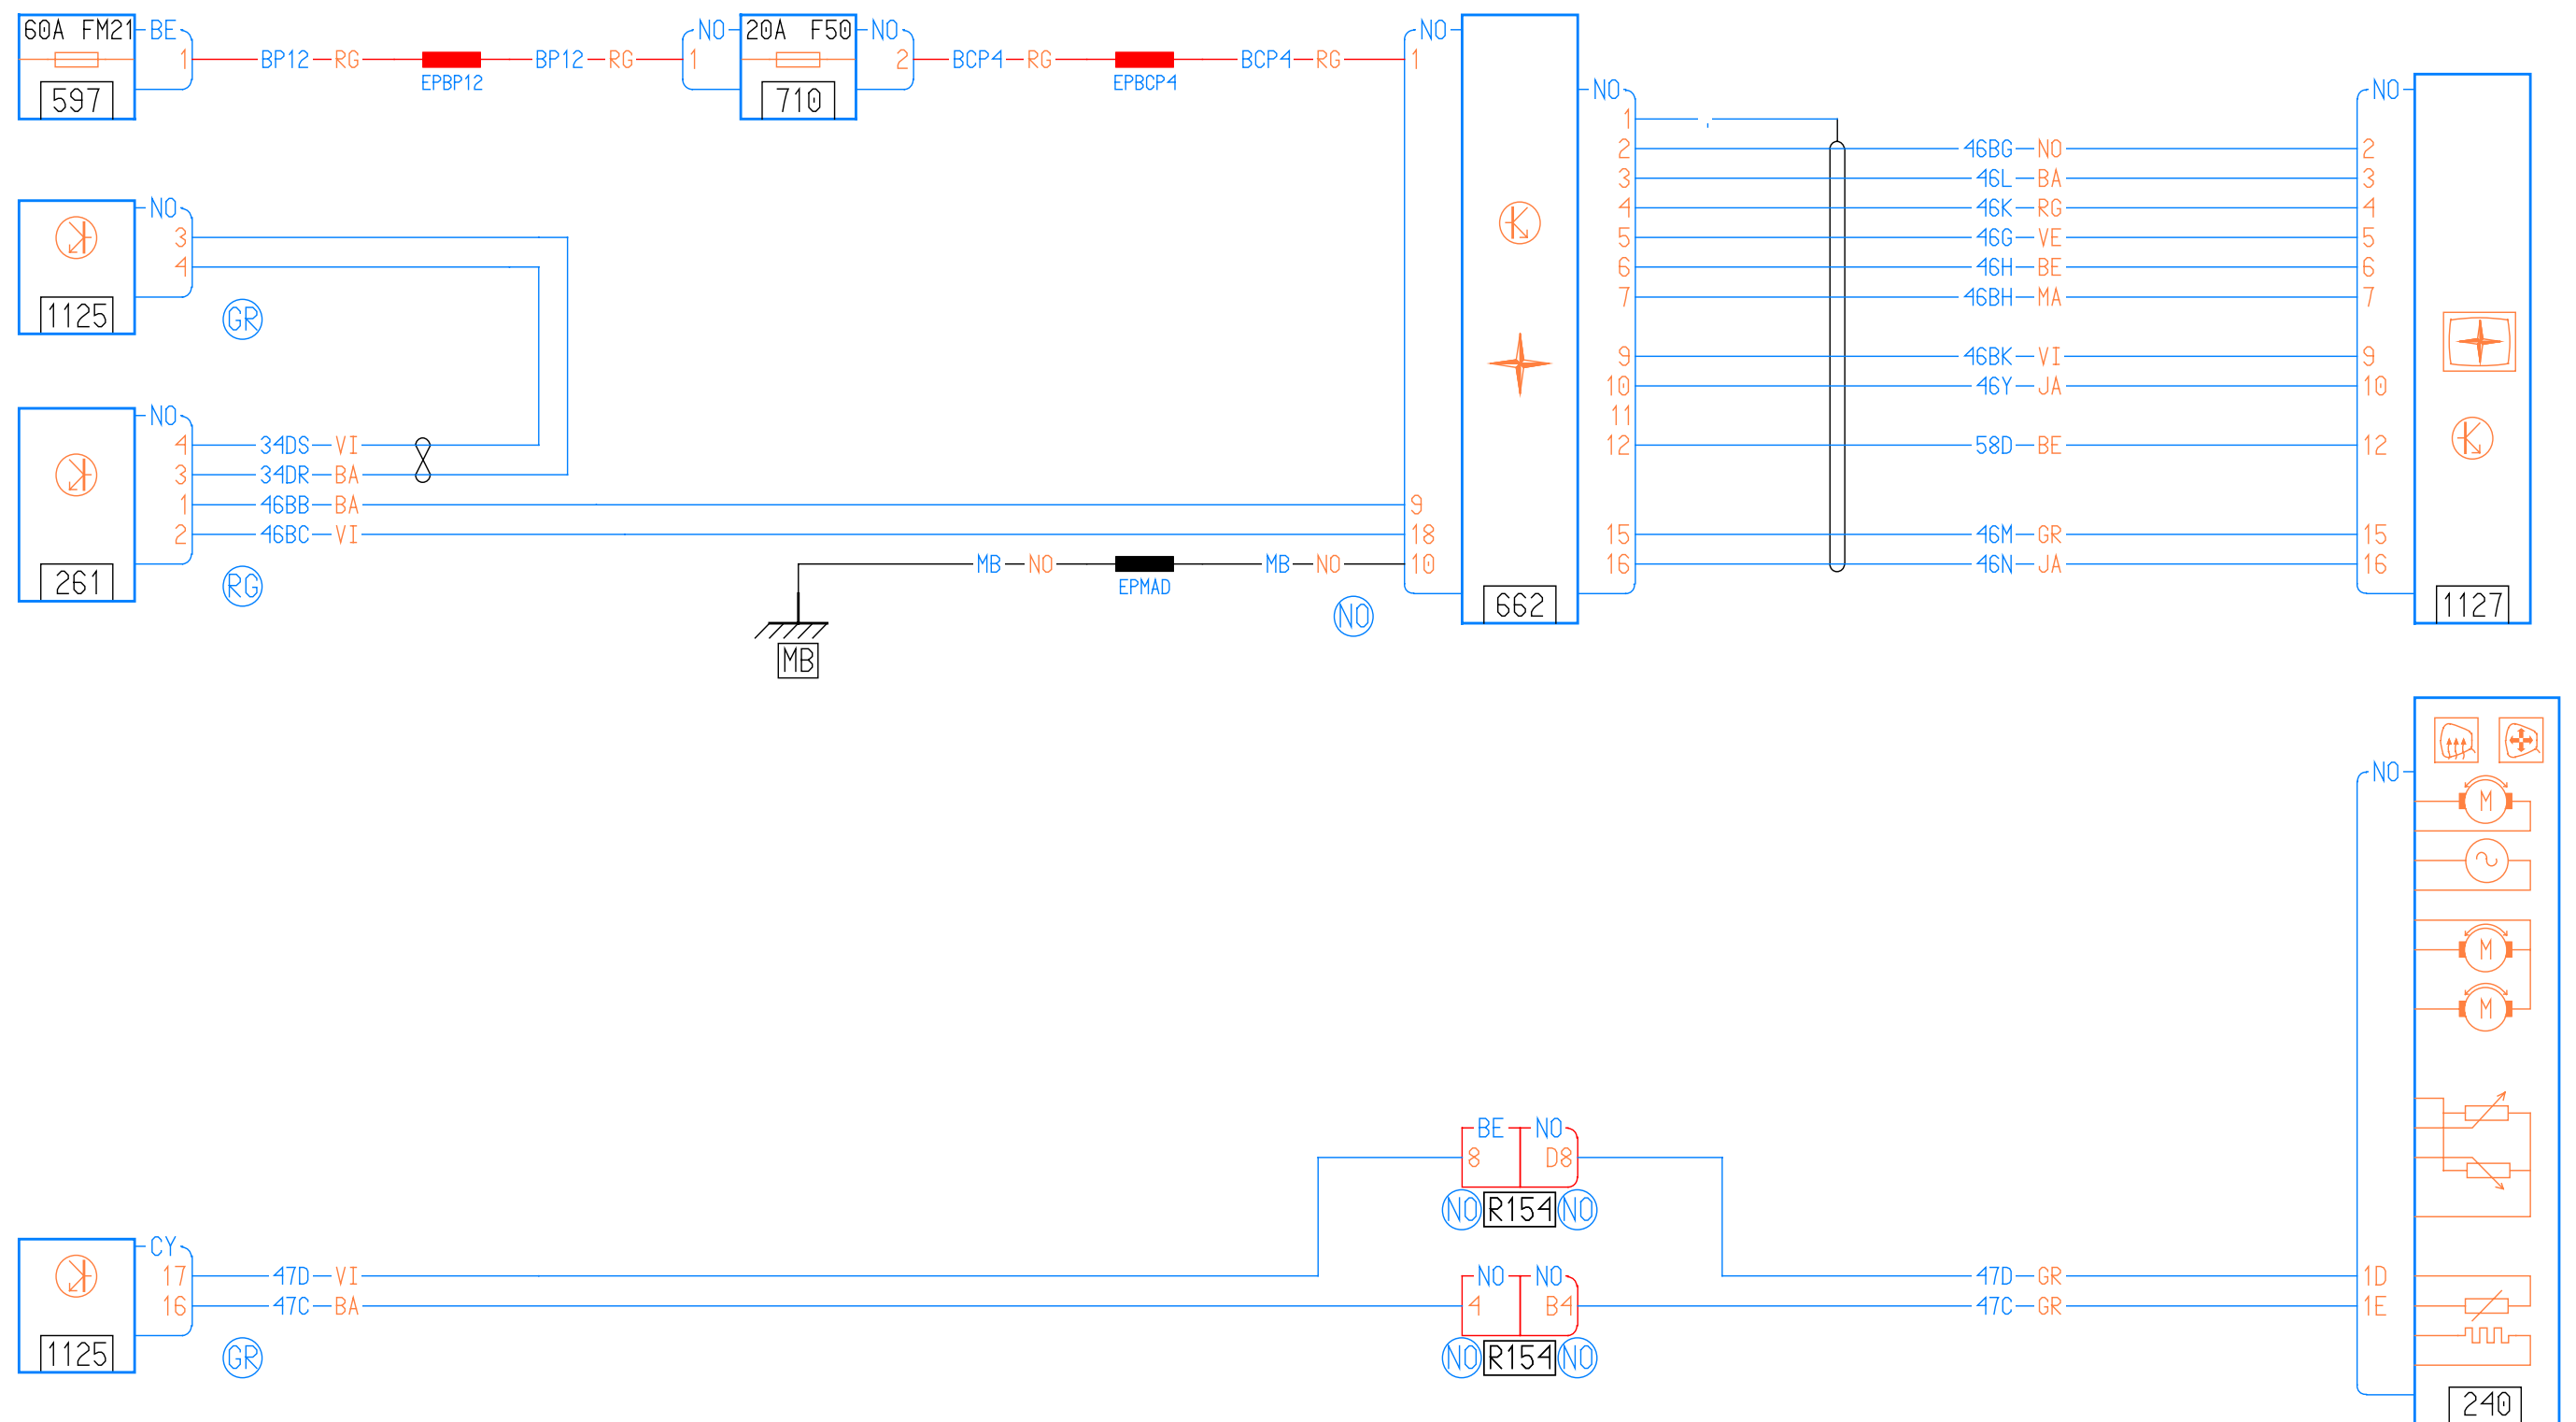 60A FM21 BE 20A F50 NO NO NO
1 BP12 RG BP12 RG 1 2 BCP4 RG BCP4 RG 1
EPBP12 EPBCP4
597 710
NO NO
1
2 46BG NO 2
3 46L BA 3
NO 4 46K RG 4
3 5 46G VE 5
4 6 46H BE 6
7 46BH MA 7
1125 GR
9 46BK VI 9
10 46Y JA 10
NO 11
4 34DS VI 12 58D BE 12
3 34DR BA
1 46BB BA 9
2 46BC VI 18 15 46M GR 15
MB NO MB NO 10 16 46N JA 16
EPMAD
261 RG NO 662 1127
MB
NO
M
M
M
BE NO
8 D8
NO R154 NO
CY
17 47D VI NO NO 47D GR 1D
16 47C BA 4 B4 47C GR 1E
1125 GR NO R154 NO
240